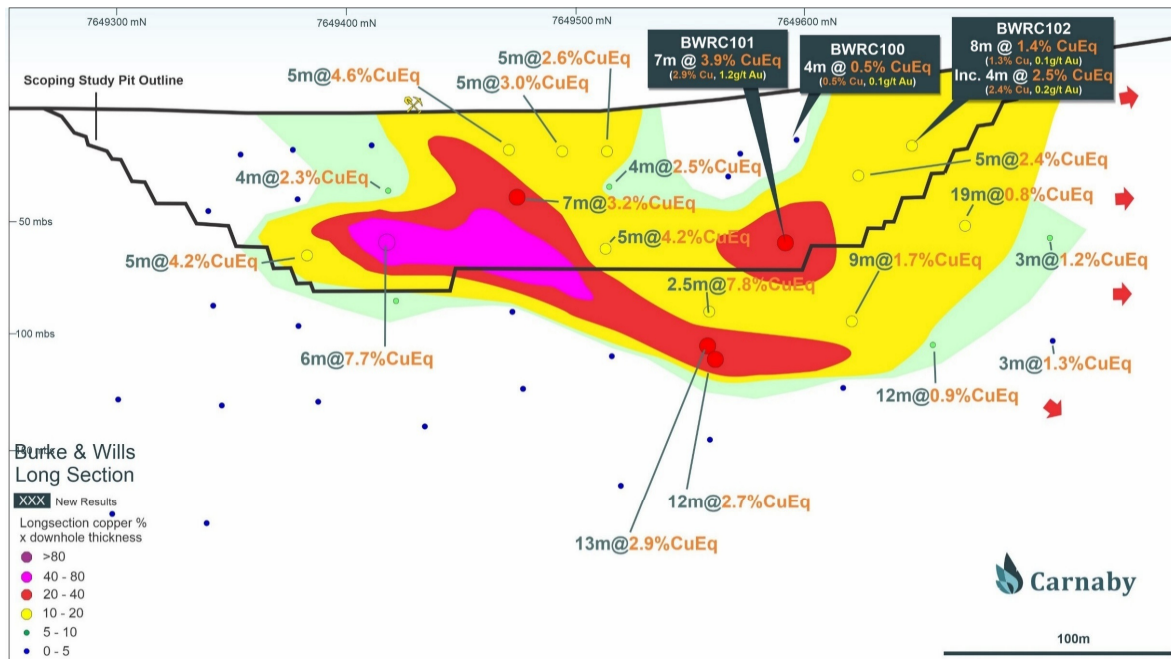 7649300 mN
7649400 mN
7649500 mN
7649600 mN
BWRC101
7m @ 3.9% CuEq
(2.9% Cu, 1.2g/t Au)
BWRC100
4m @ 0.5% CuEq
(0.5% Cu, 0.1g/t Au)
BWRC102
8m @ 1.4% CuEq
(1.3% Cu, 0.1g/t Au)
Inc. 4m @ 2.5% CuEq
(2.4% Cu, 0.2g/t Au)
Scoping Study Pit Outline
5m@4.6%CuEq
5m@2.6%CuEq
5m@3.0%CuEq
4m@2.3%CuEq
4m@2.5%CuEq
5m@2.4%CuEq
7m@3.2%CuEq
19m@0.8%CuEq
50 mbs
5m@4.2%CuEq
5m@4.2%CuEq
9m@1.7%CuEq
3m@1.2%CuEq
2.5m@7.8%CuEq
100 mbs
6m@7.7%CuEq
3m@1.3%CuEq
12m@0.9%CuEq
12m@2.7%CuEq
13m@2.9%CuEq
Burke & Wills
Long Section
XXX New Results
Longsection copper %
x downhole thickness
>80
40 - 80
20 - 40
10 - 20
5 - 10
0 - 5
Carnaby
100m